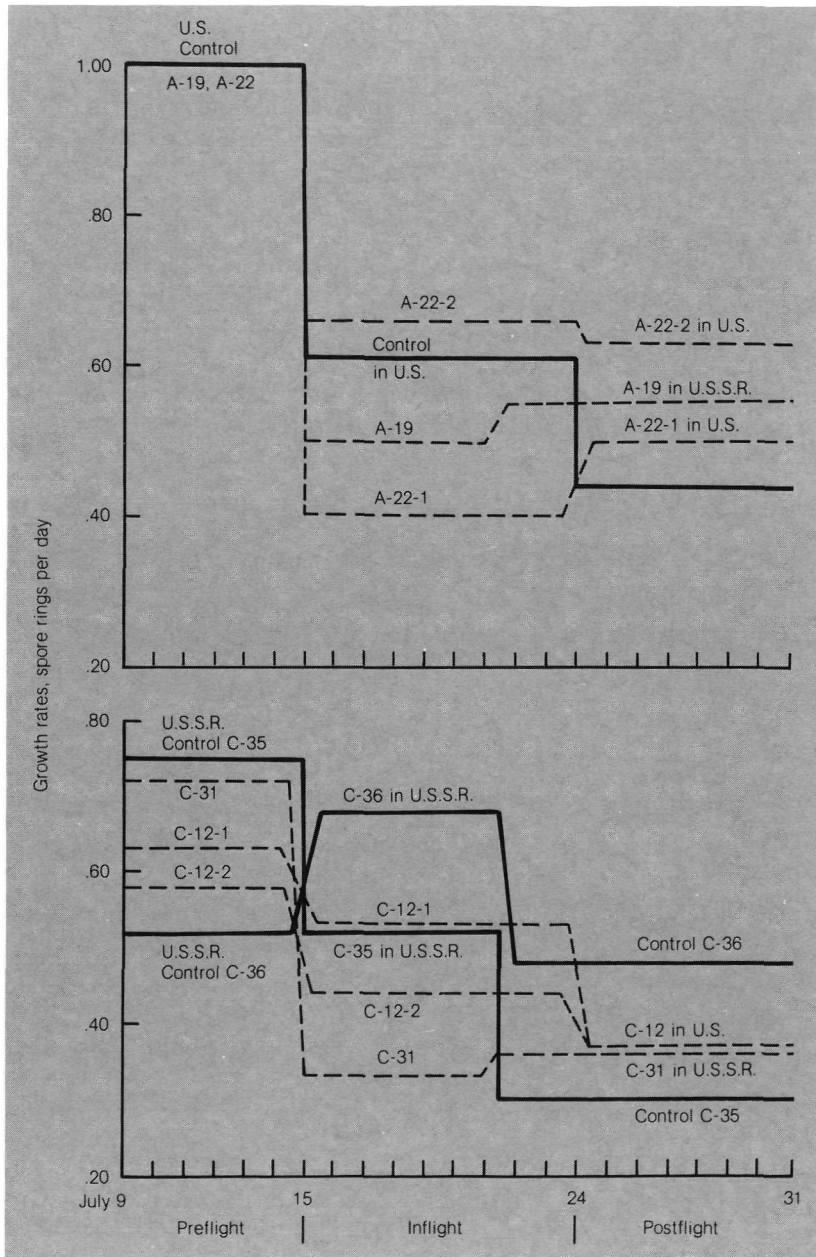 U.S.
Control
1.00
A-19, A-22
.80
A-22-2
A-22-2 in U.S.
Control
in U.S.
.60
A-19 in U.S.S.R.
A-19
A-22-1 in U.S.
A-22-1
.40
.20
Growth rates, spore rings per day
.80
U.S.S.R.
Control C-35
C-31
C-36 in U.S.S.R.
C-12-1
.60
C-12-2
C-12-1
U.S.S.R.
Control C-36
C-35 in U.S.S.R.
Control C-36
C-12-2
.40
C-12 in U.S.
C-31
C-31 in U.S.S.R.
Control C-35
.20
July 9
15
24
31
Preflight
Inflight
Postflight